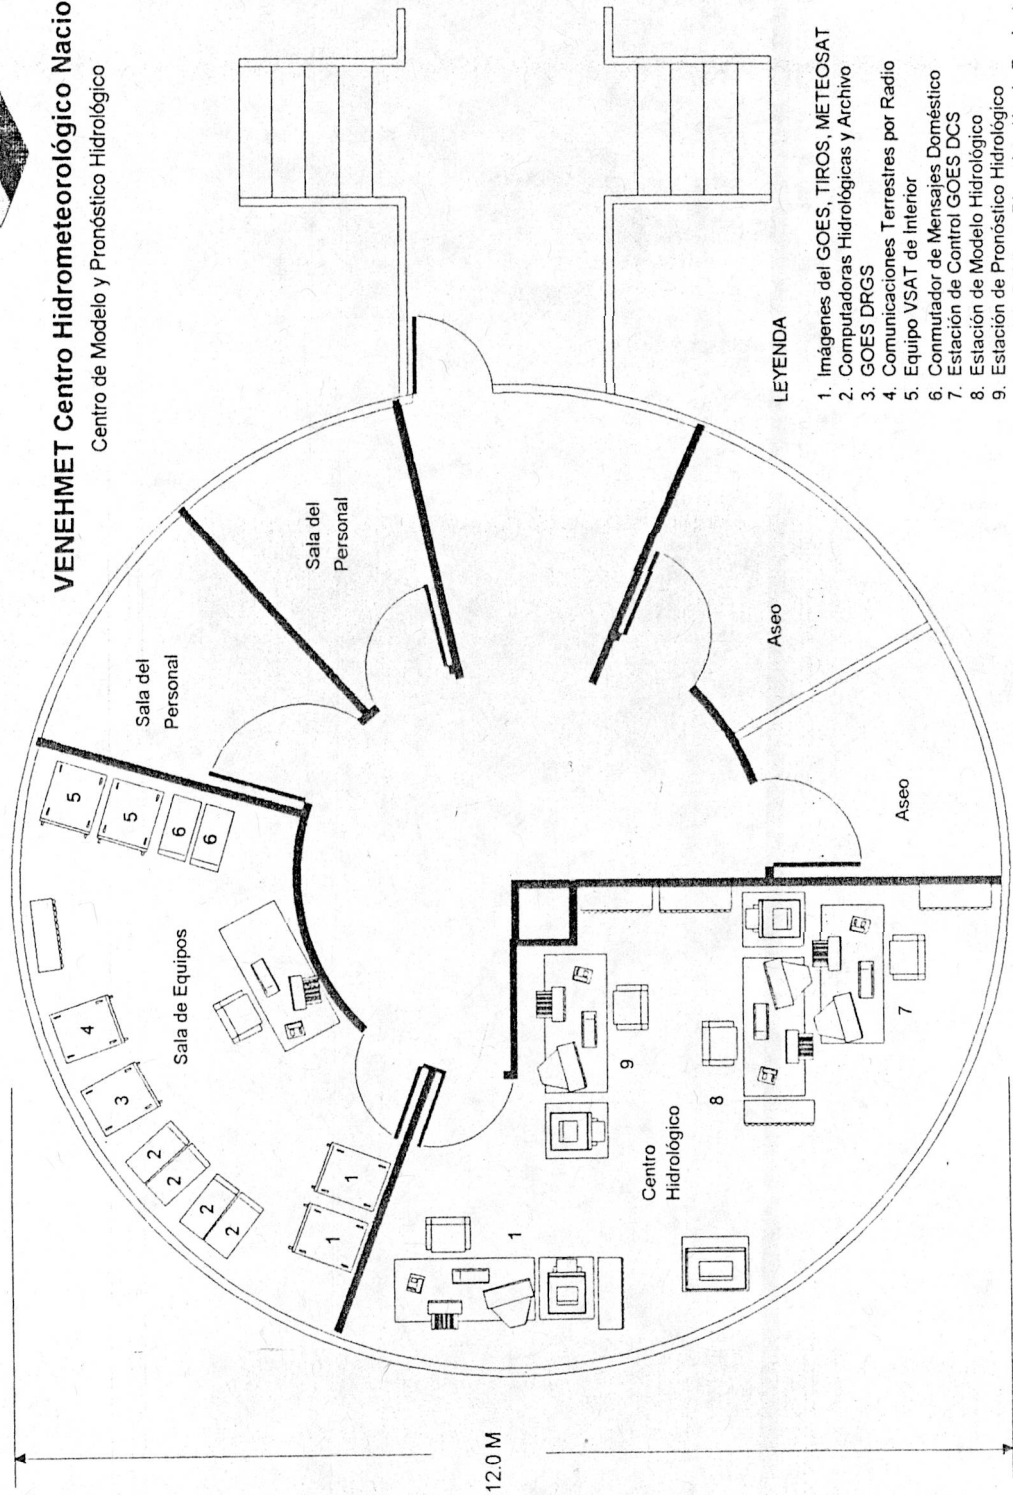 VENEHMET Centro Hidrometeorológico Nacio
Centro de Modelo y Pronóstico Hidrológico
Sala del
Personal
Sala del
Personal
5
5
6
6
Sala de Equipos
4
3
2
2
2
2
1
1
Aseo
Aseo
Centro
Hidrológico
9
8
7
1
12.0 M
LEYENDA
1. Imágenes del GOES, TIROS, METEOSAT
2. Computadoras Hidrológicas y Archivo
3. GOES DRGS
4. Comunicaciones Terrestres por Radio
5. Equipo VSAT de Interior
6. Conmutador de Mensajes Doméstico
7. Estación de Control GOES DCS
8. Estación de Modelo Hidrológico
9. Estación de Pronóstico Hidrológico